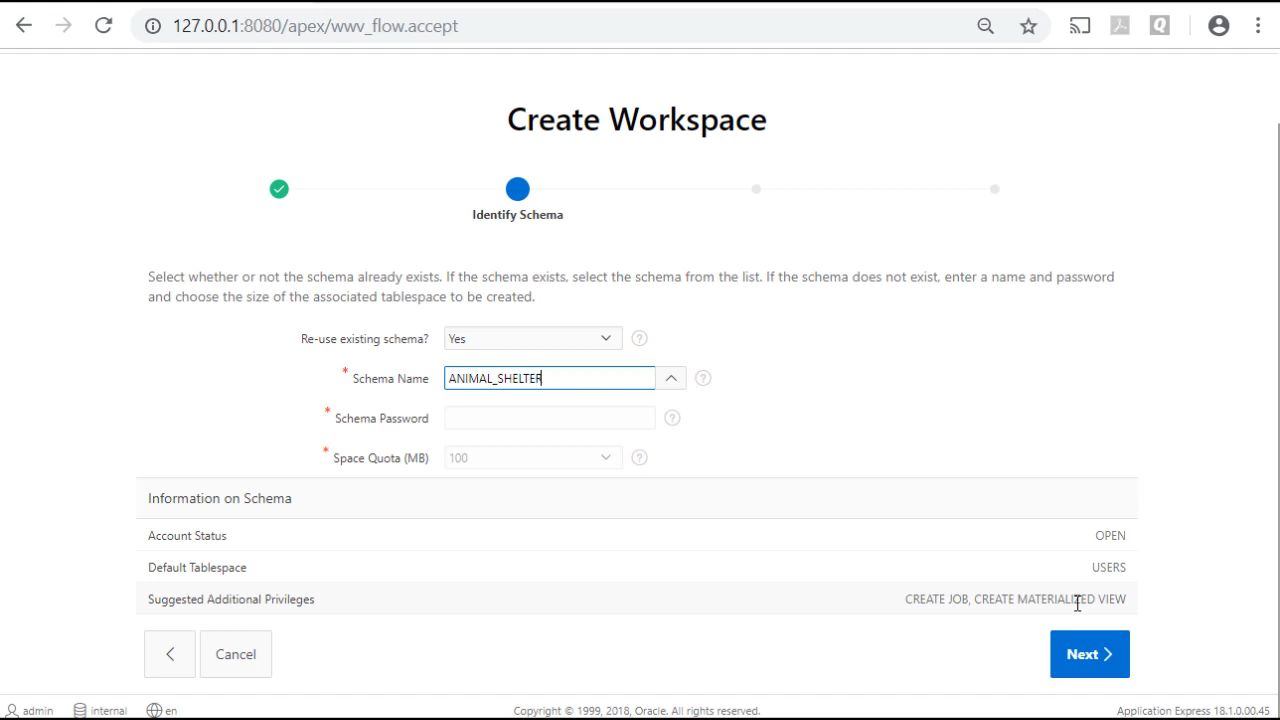 127.0.0.1:8080/apex/wwv_flow.accept
Create Workspace
Identify Schema
Select whether or not the schema already exists. If the schema exists, select the schema from the list. If the schema does not exist, enter a name and password
and choose the size of the associated tablespace to be created.
Re-use existing schema? Yes ?
* Schema Name ANIMAL_SHELTER ?
* Schema Password ?
* Space Quota (MB) 100 ?
Information on Schema
Account Status OPEN
Default Tablespace USERS
Suggested Additional Privileges CREATE JOB, CREATE MATERIALIZED VIEW
Cancel Next
admin internal en Copyright © 1999, 2018, Oracle. All rights reserved. Application Express 18.1.0.00.45